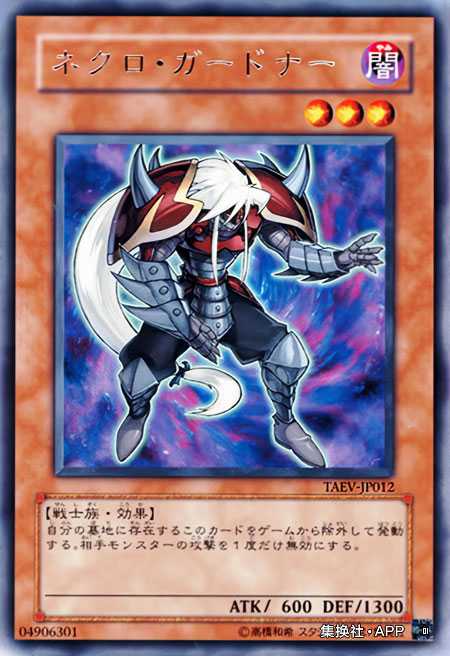 ネクロ・ガードナー
闇
TAEV-JP012
【戦士族・効果】
自分の墓地に存在するこのカードをゲームから除外して発動
する。相手モンスターの攻撃を1度だけ無効にする。
ATK/ 600 DEF/1300
04906301 ©高橋和希 スタ 集英社・APP